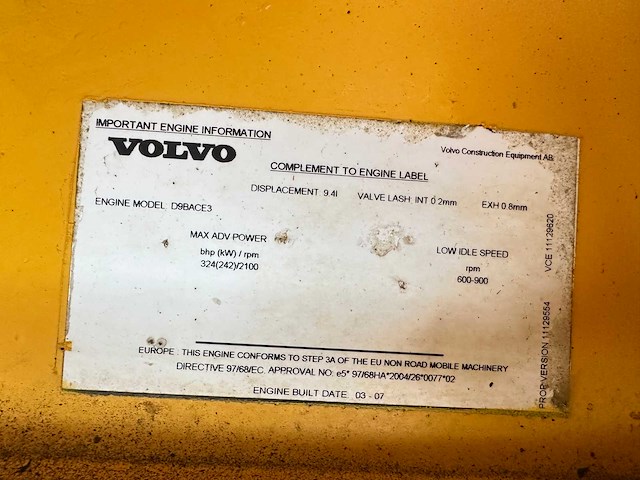 IMPORTANT ENGINE INFORMATION
VOLVO
Volvo Construction Equipment AB
COMPLEMENT TO ENGINE LABEL
DISPLACEMENT 9.4l VALVE LASH: INT 0.2mm EXH 0.8mm
ENGINE MODEL: D9BACE3
MAX ADV POWER
bhp (kW) / rpm
324(242)/2100
LOW IDLE SPEED
rpm
600-900
VCE 11129620
PROP VERSION 11129554
EUROPE : THIS ENGINE CONFORMS TO STEP 3A OF THE EU NON ROAD MOBILE MACHINERY
DIRECTIVE 97/68/EC. APPROVAL NO: e5* 97/68HA*2004/26*0077*02
ENGINE BUILT DATE 03 - 07